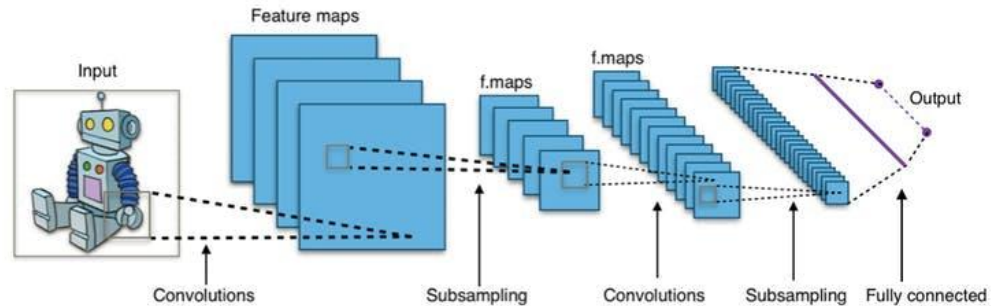 Feature maps
Input
f.maps
f.maps
Output
Convolutions
Subsampling
Convolutions
Subsampling
Fully connected